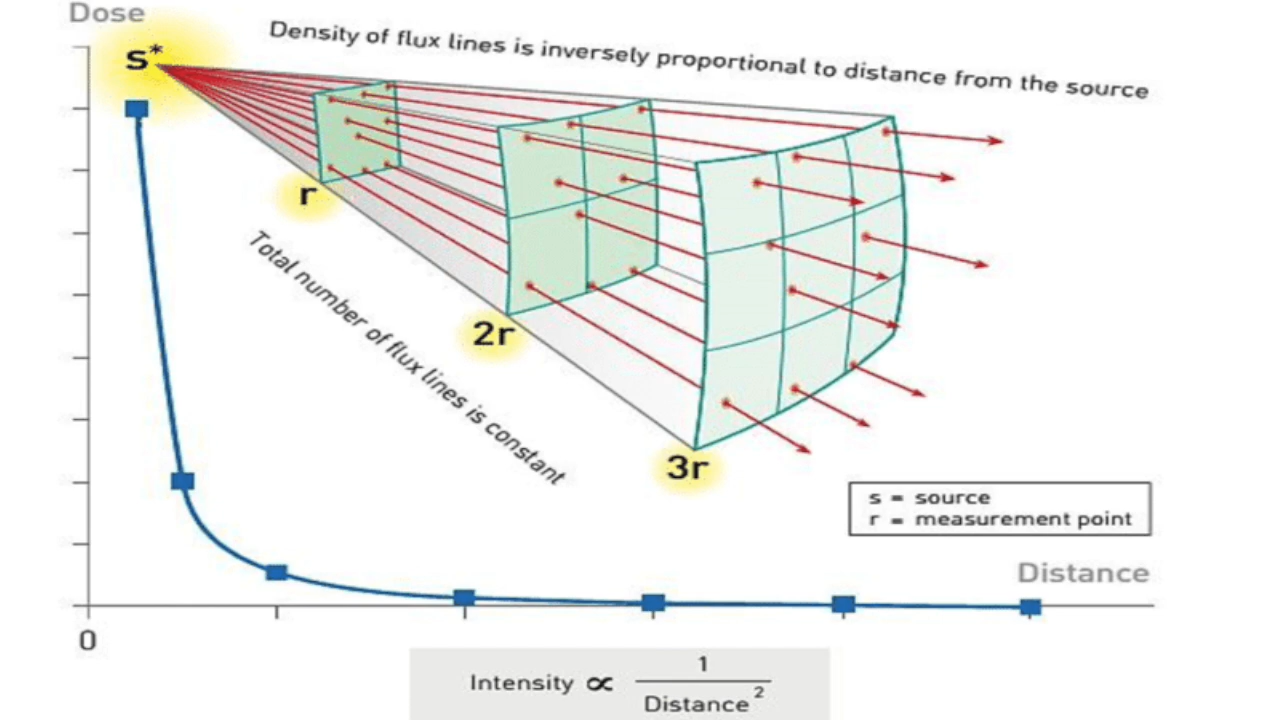 Dose
s*
Density of flux lines is inversely proportional to distance from the source
r
Total number of flux lines is constant
2r
3r
s = source
r = measurement point
Distance
0
Intensity ∝ 1 / Distance²